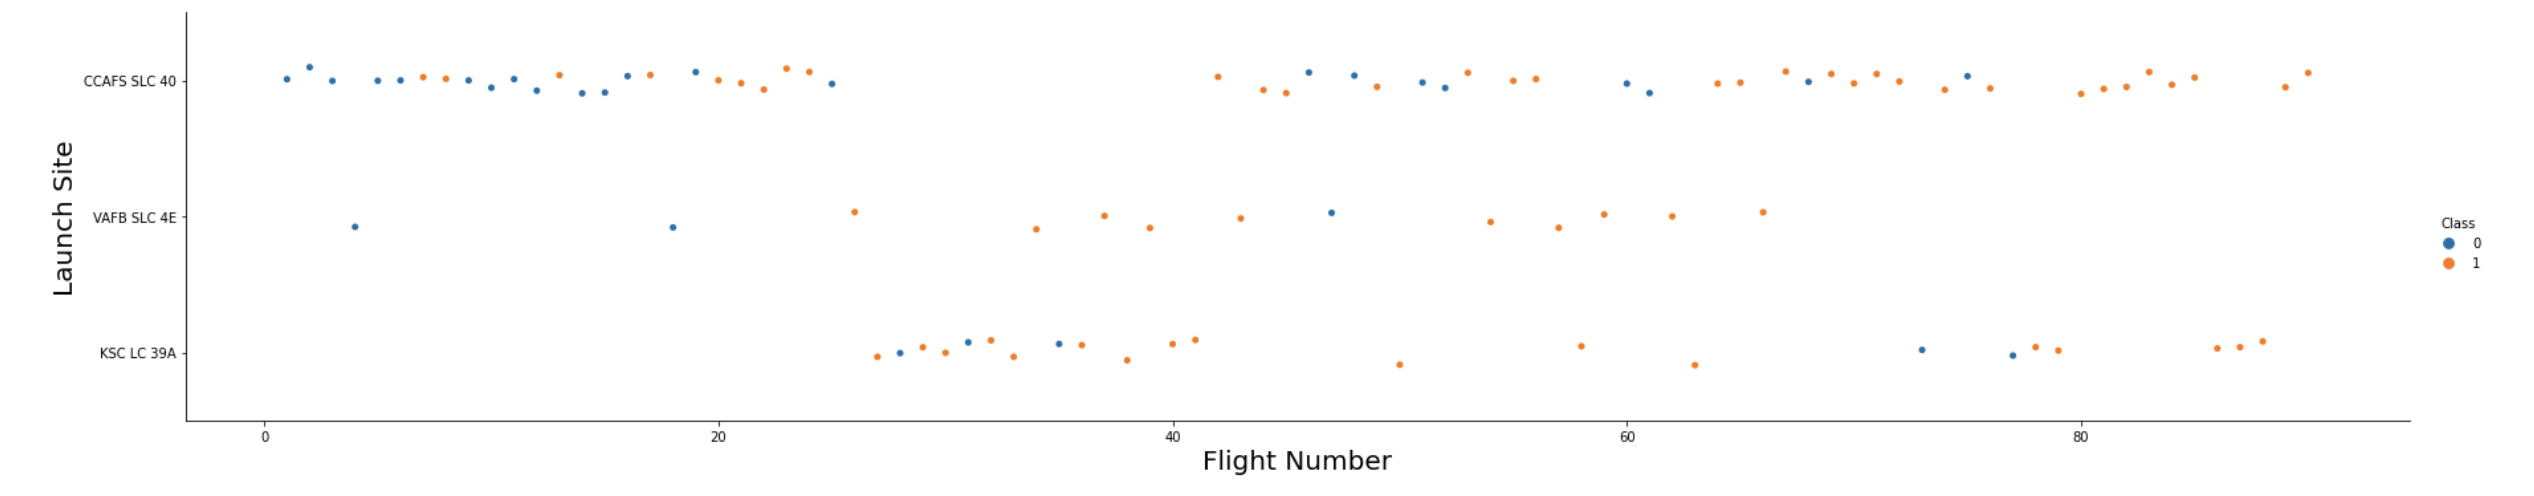 CCAFS SLC 40
VAFB SLC 4E
KSC LC 39A
Launch Site
0 20 40 60 80
Flight Number
Class
0
1